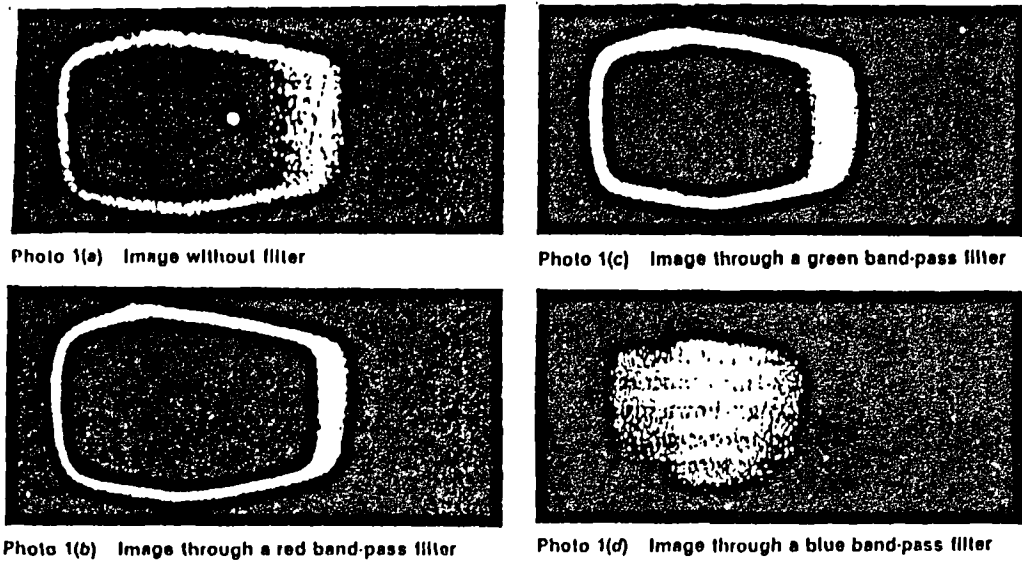 Photo 1(a) Image without filter
Photo 1(c) Image through a green band-pass filter
Photo 1(b) Image through a red band-pass filter
Photo 1(d) Image through a blue band-pass filter